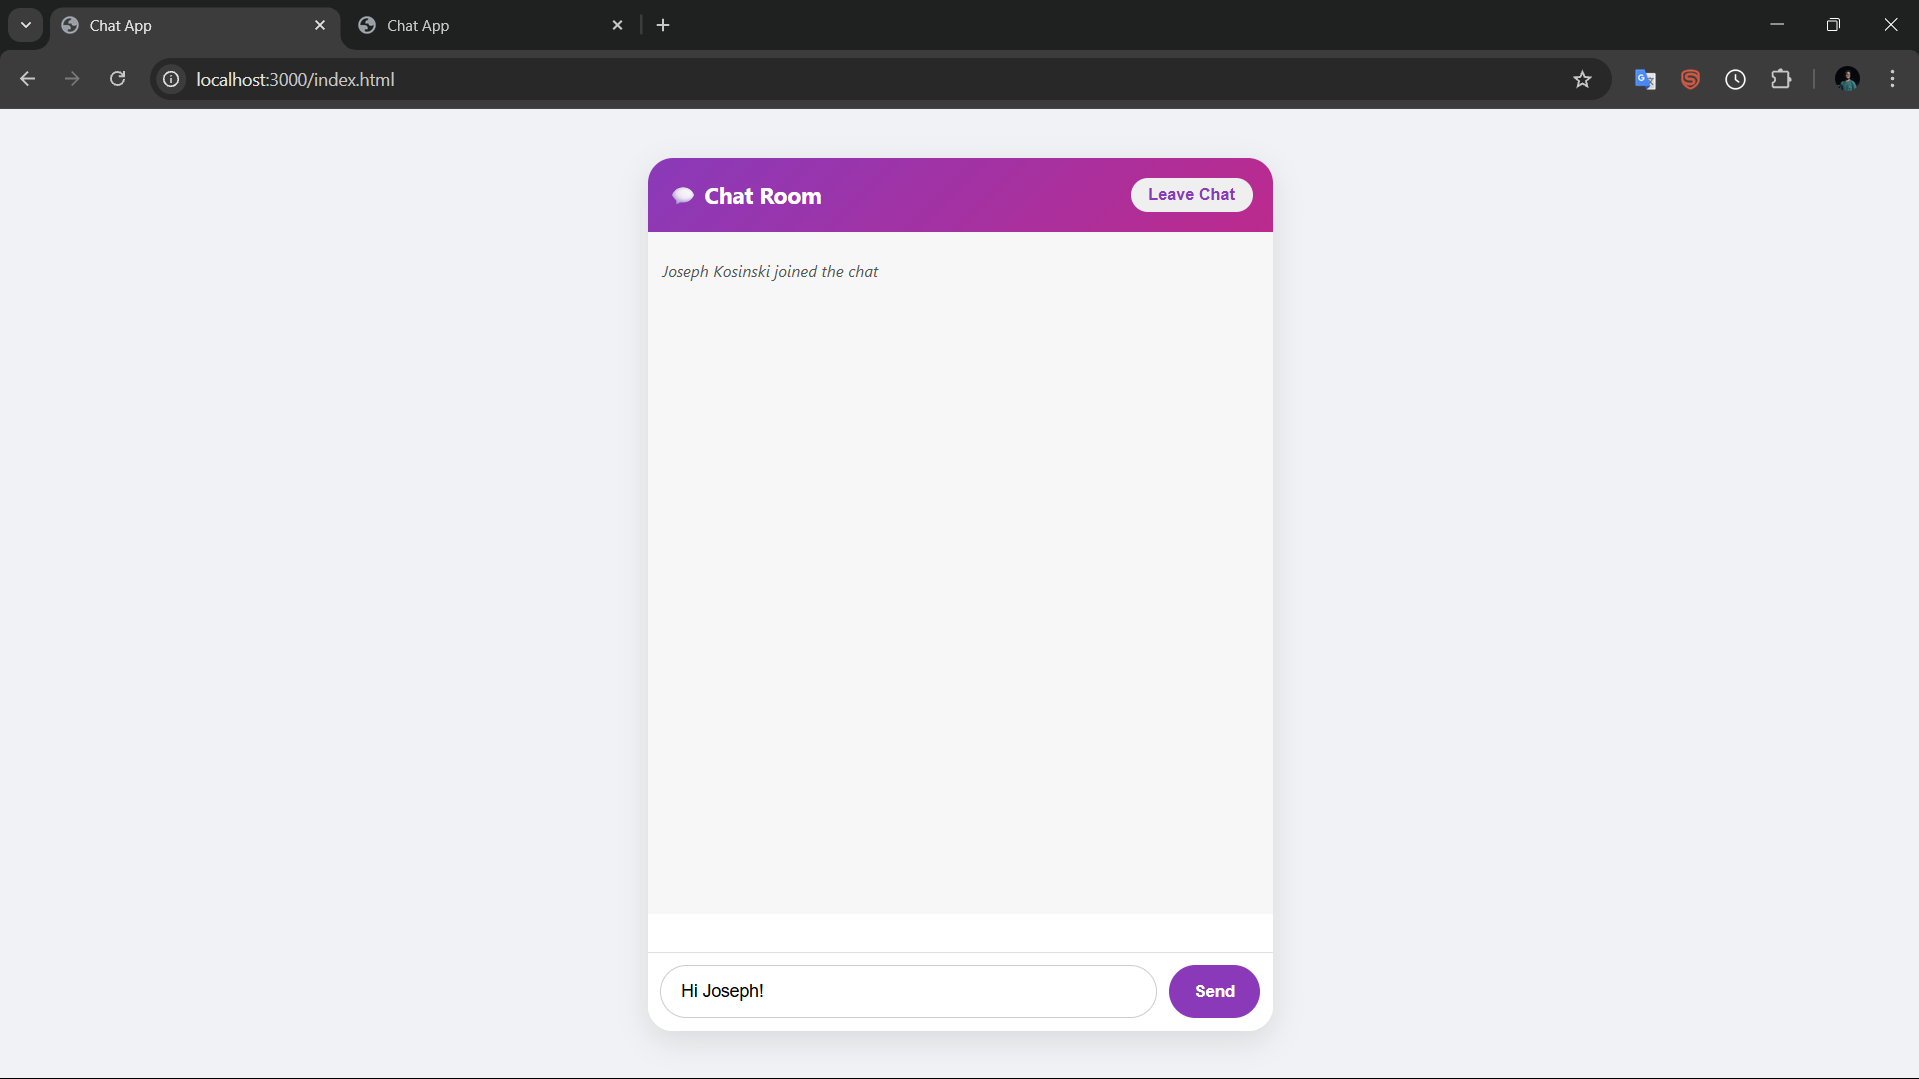 Chat App
Chat App
localhost:3000/index.html
Chat Room
Leave Chat
Joseph Kosinski joined the chat
Hi Joseph!
Send